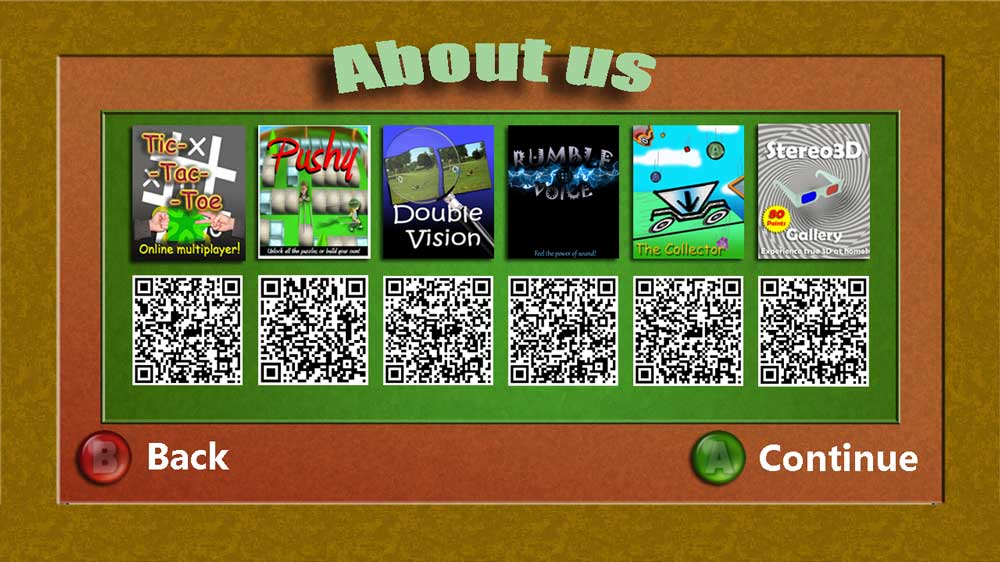 About us
Tic-X
-Tac-
-Toe
Online multiplayer!
Pushy
Unlock all the puzzles or build your own!
Double
Vision
RUMBLE
VOICE
Feel the power of sound!
A
The Collector
Stereo3D
80
Points
Gallery
Experience true 3D at home!
B Back
A Continue